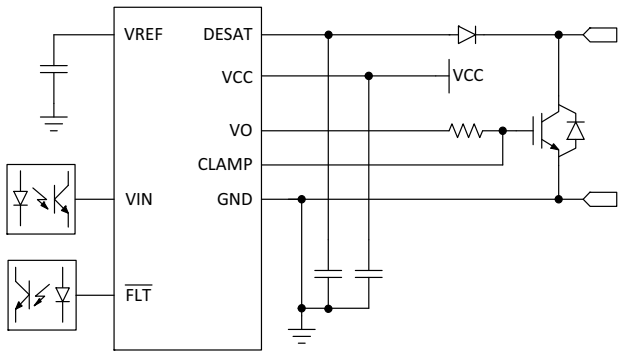 VREF
DESAT
VCC
VCC
VO
CLAMP
VIN
GND
FLT